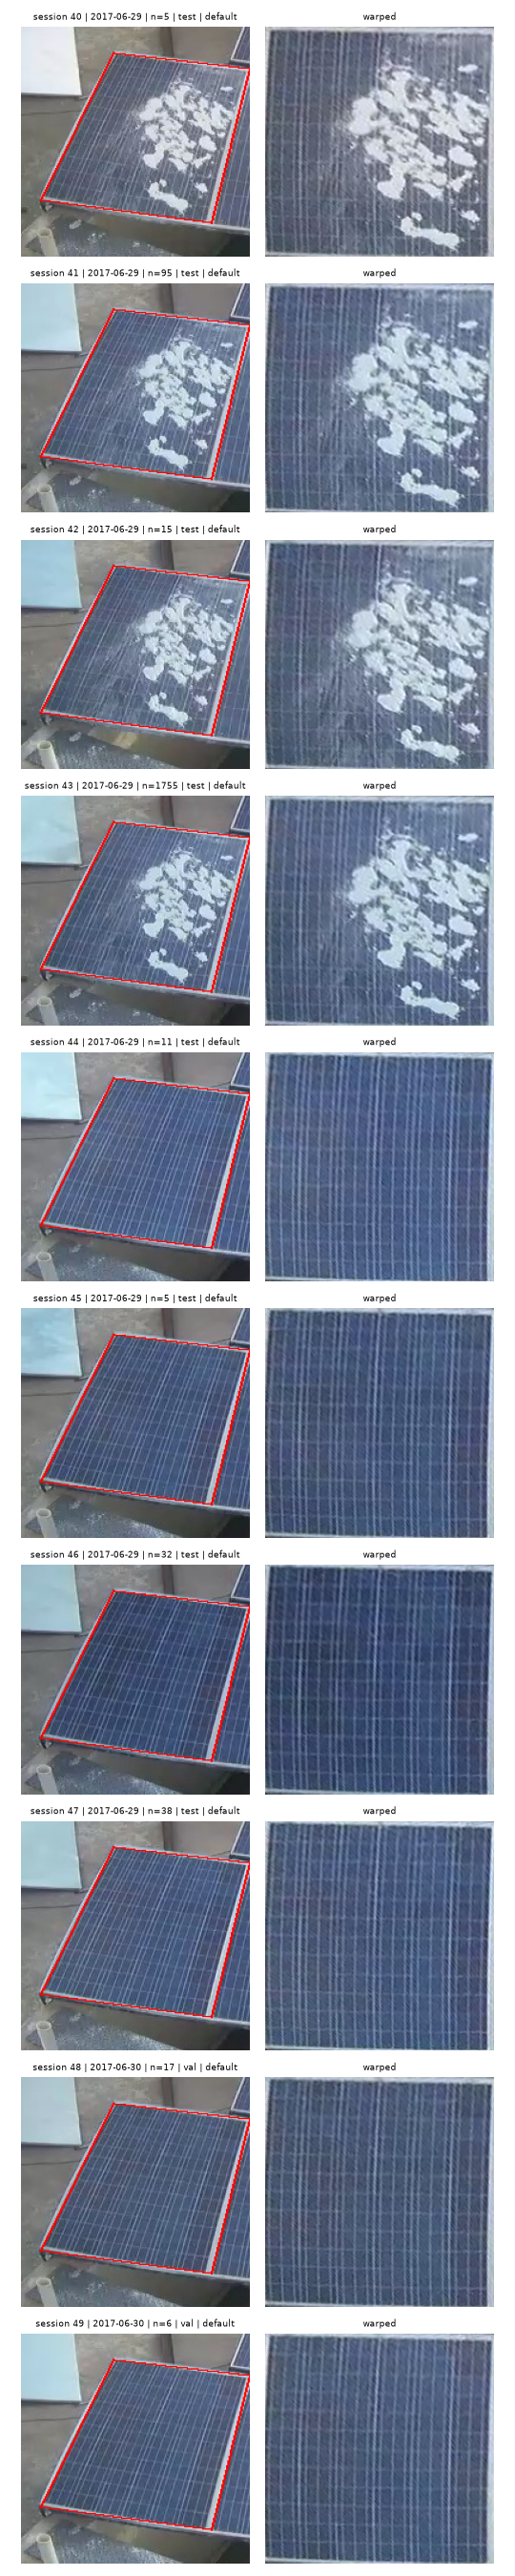 session 40 | 2017-06-29 | n=5 | test | default
warped
session 41 | 2017-06-29 | n=95 | test | default
warped
session 42 | 2017-06-29 | n=15 | test | default
warped
session 43 | 2017-06-29 | n=1755 | test | default
warped
session 44 | 2017-06-29 | n=11 | test | default
warped
session 45 | 2017-06-29 | n=5 | test | default
warped
session 46 | 2017-06-29 | n=32 | test | default
warped
session 47 | 2017-06-29 | n=38 | test | default
warped
session 48 | 2017-06-30 | n=17 | val | default
warped
session 49 | 2017-06-30 | n=6 | val | default
warped